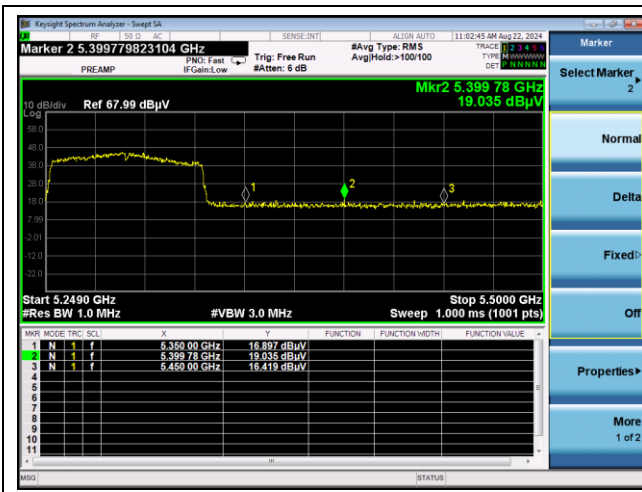 Keysight Spectrum Analyzer - Swept SA
RF 50 Ω AC SENSE:INT ALIGN AUTO 11:02:45 AM Aug 22, 2024
Marker 2 5.399779823104 GHz
PREAMP
PNO: Fast
IFGain:Low
Trig: Free Run
#Atten: 6 dB
#Avg Type: RMS
Avg|Hold:>100/100
TRACE 1 2 3 4 5 6
TYPE M WWWWW
DET P N N N N N
Mkr2 5.399 78 GHz
19.035 dBµV
10 dB/div Ref 67.99 dBµV
Log
58.0
48.0
38.0
28.0
18.0
7.99
-2.01
-12.0
-22.0
1
2
3
Start 5.2490 GHz Stop 5.5000 GHz
#Res BW 1.0 MHz #VBW 3.0 MHz Sweep 1.000 ms (1001 pts)
MKR MODE TRC SCL X Y FUNCTION FUNCTION WIDTH FUNCTION VALUE
1 N 1 f 5.350 00 GHz 16.897 dBµV
2 N 1 f 5.399 78 GHz 19.035 dBµV
3 N 1 f 5.450 00 GHz 16.419 dBµV
4
5
6
7
8
9
10
11
MSG STATUS
Marker
Select Marker
2
Normal
Delta
Fixed
Off
Properties
More
1 of 2